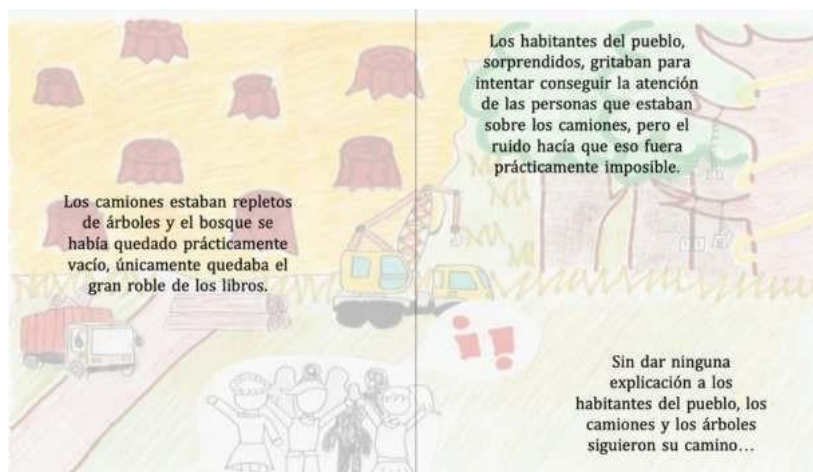 Los camiones estaban repletos
de árboles y el bosque se
había quedado prácticamente
vacío, únicamente quedaba el
gran roble de los libros.
Los habitantes del pueblo,
sorprendidos, gritaban para
intentar conseguir la atención
de las personas que estaban
sobre los camiones, pero el
ruido hacía que eso fuera
prácticamente imposible.
¡¡
Sin dar ninguna
explicación a los
habitantes del pueblo, los
camiones y los árboles
siguieron su camino...